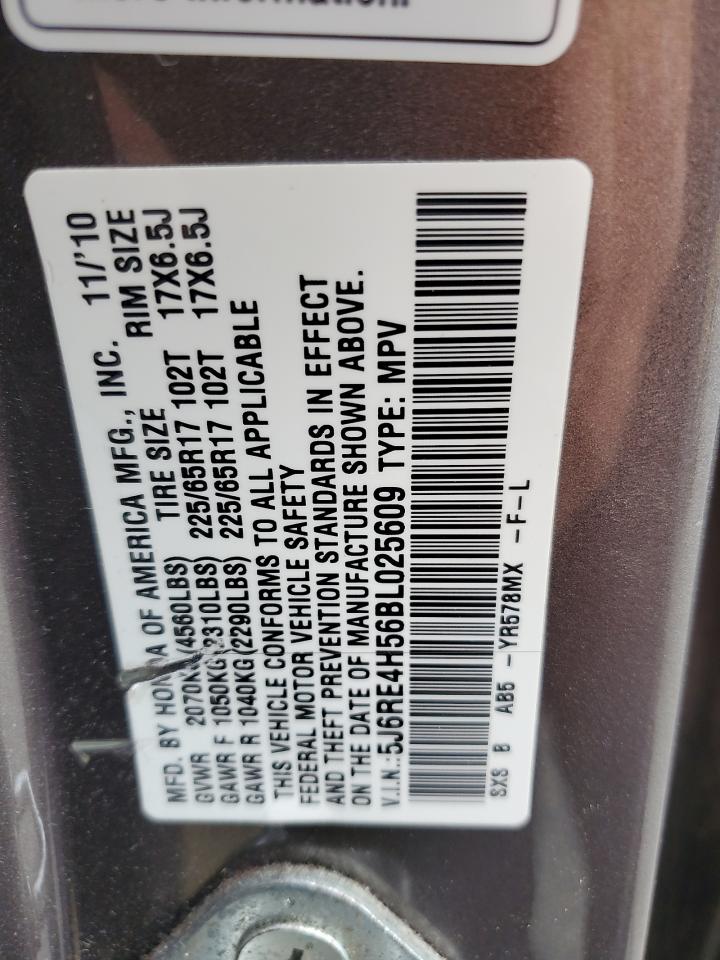 more information.
MFD. BY HONDA OF AMERICA MFG., INC. 11/'10
GVWR 2070KG(4560LBS) TIRE SIZE RIM SIZE
GAWR F 1050KG(2310LBS) 225/65R17 102T 17X6.5J
GAWR R 1040KG(2290LBS) 225/65R17 102T 17X6.5J
THIS VEHICLE CONFORMS TO ALL APPLICABLE
FEDERAL MOTOR VEHICLE SAFETY
AND THEFT PREVENTION STANDARDS IN EFFECT
ON THE DATE OF MANUFACTURE SHOWN ABOVE.
V.I.N.:5J6RE4H56BL025609 TYPE: MPV
SXS B AB5 -YR578MX -F-L